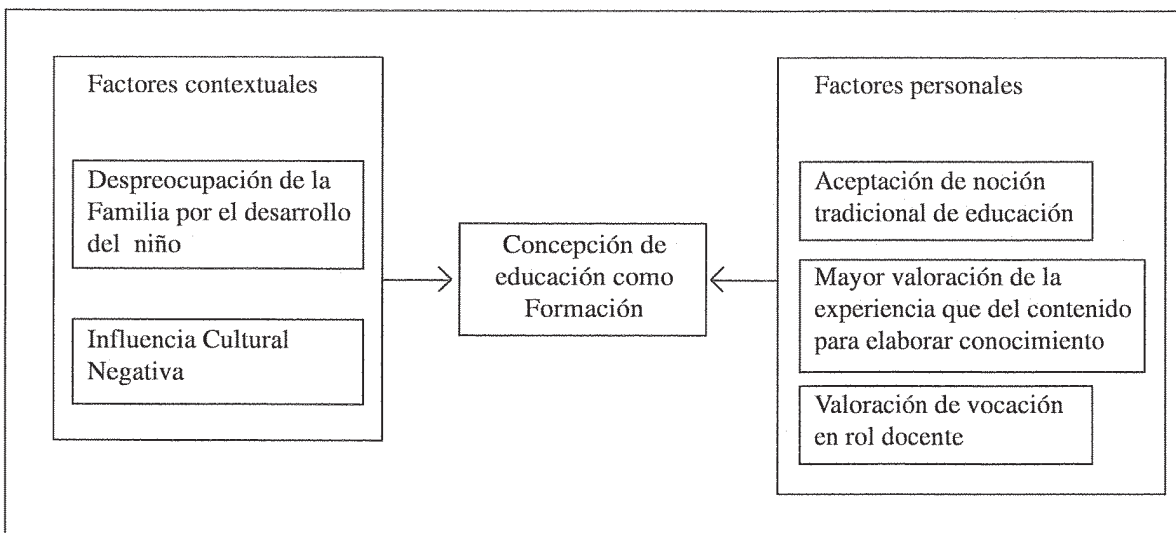 Factores contextuales
Despreocupación de la
Familia por el desarrollo
del niño
Influencia Cultural
Negativa
Concepción de
educación como
Formación
Factores personales
Aceptación de noción
tradicional de educación
Mayor valoración de la
experiencia que del contenido
para elaborar conocimiento
Valoración de vocación
en rol docente